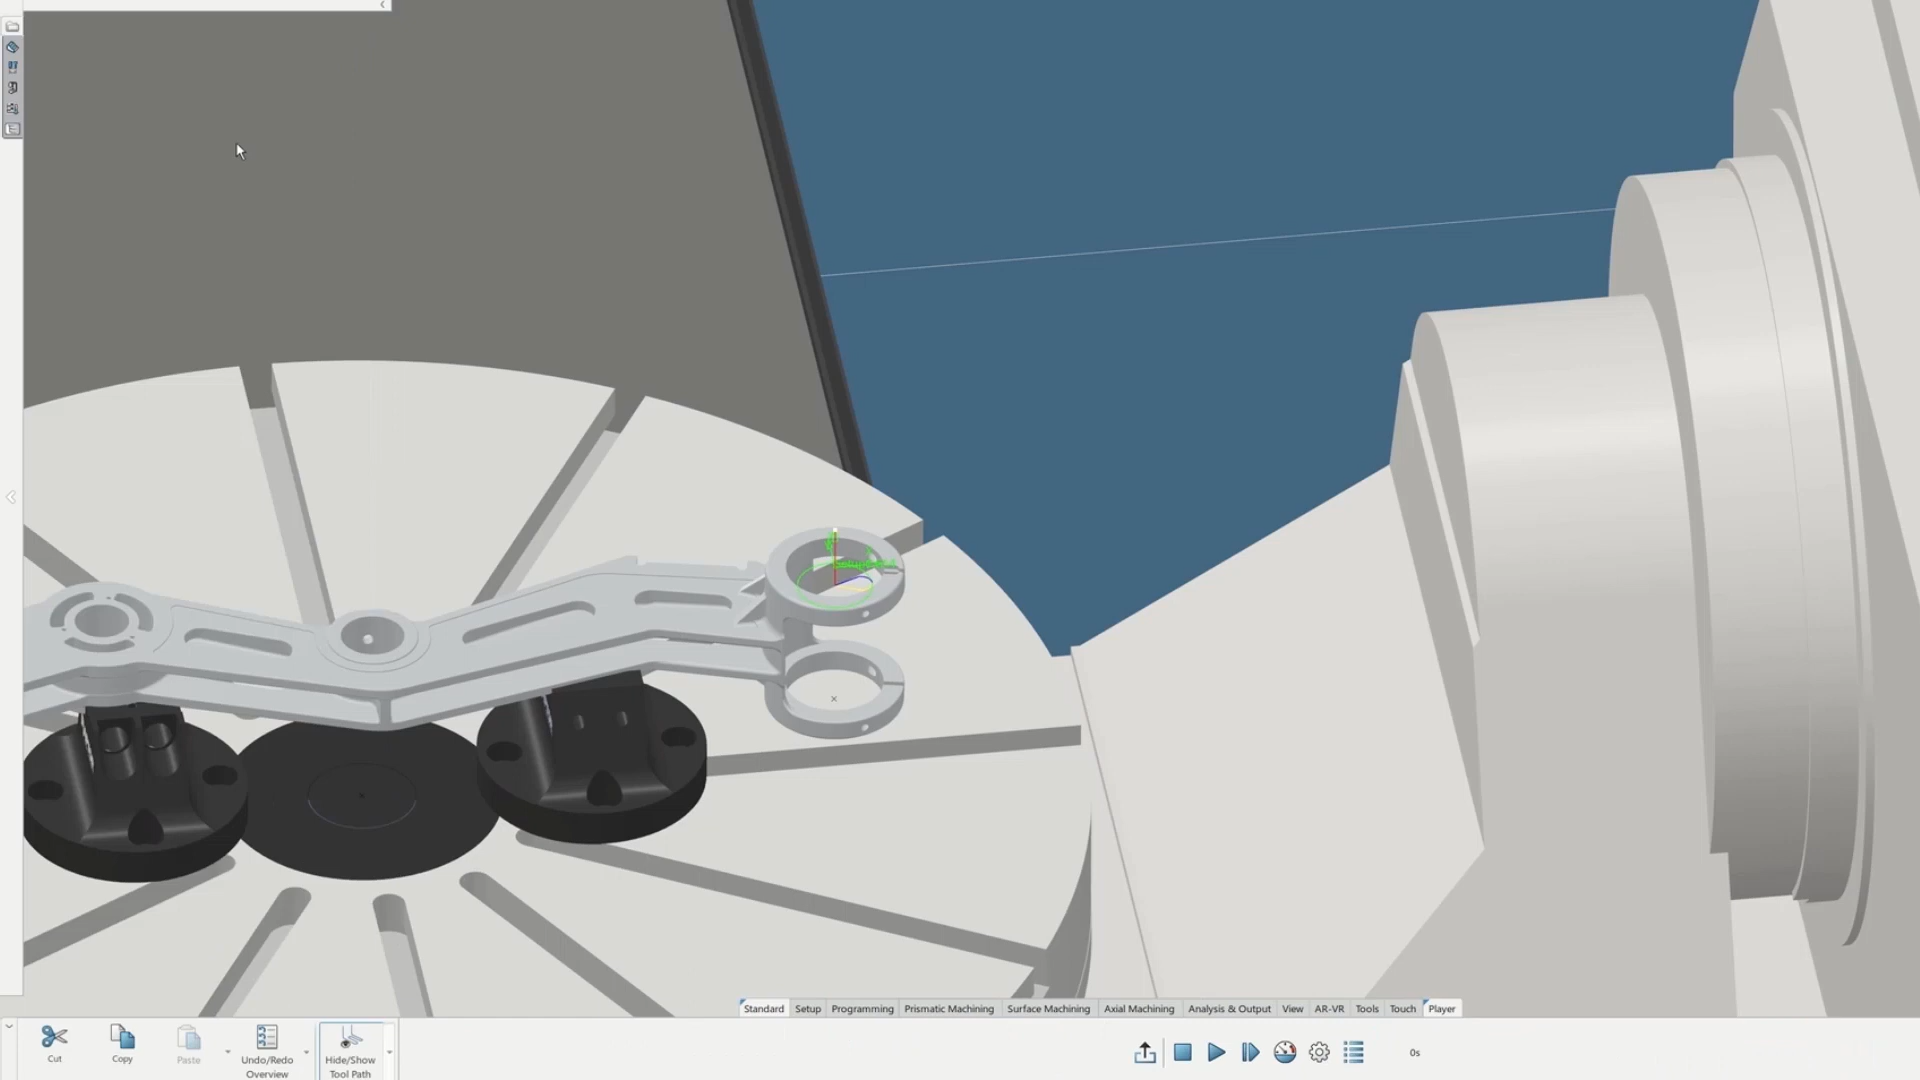 Standard Setup Programming Prismatic Machining Surface Machining Axial Machining Analysis & Output View AR-VR Tools Touch Player
Cut
Copy
Paste
Undo/Redo
Overview
Hide/Show
Tool Path
0s